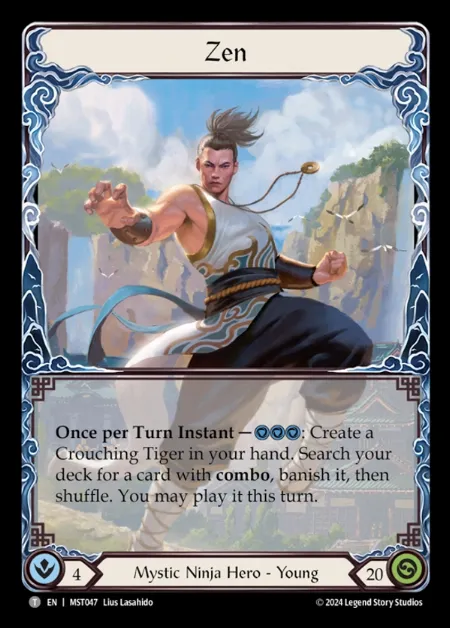 Zen
Once per Turn Instant — : Create a
Crouching Tiger in your hand. Search your
deck for a card with combo, banish it, then
shuffle. You may play it this turn.
4
Mystic Ninja Hero - Young
20
T EN | MST047 Lius Lasahido
© 2024 Legend Story Studios